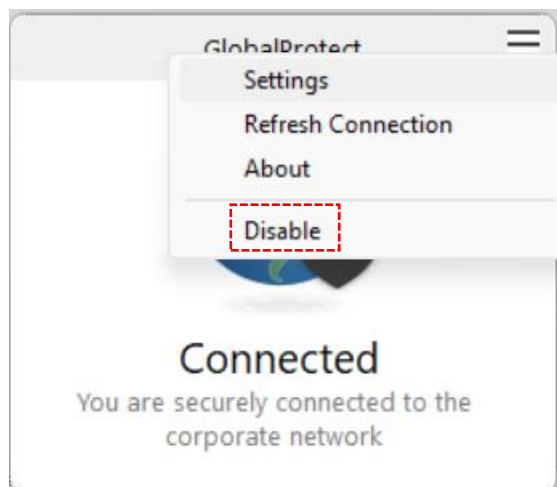 GlobalProtect
Settings
Refresh Connection
About
Disable
Connected
You are securely connected to the
corporate network